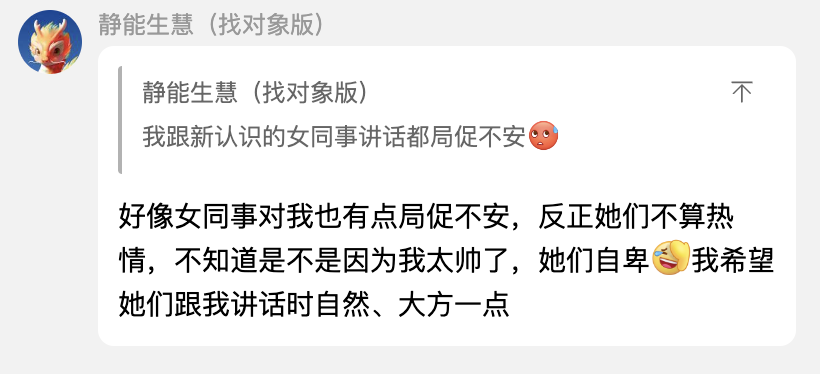 静能生慧（找对象版）
静能生慧（找对象版）
我跟新认识的女同事讲话都局促不安🥵
好像女同事对我也有点局促不安，反正她们不算热
情，不知道是不是因为我太帅了，她们自卑🤣我希望
她们跟我讲话时自然、大方一点